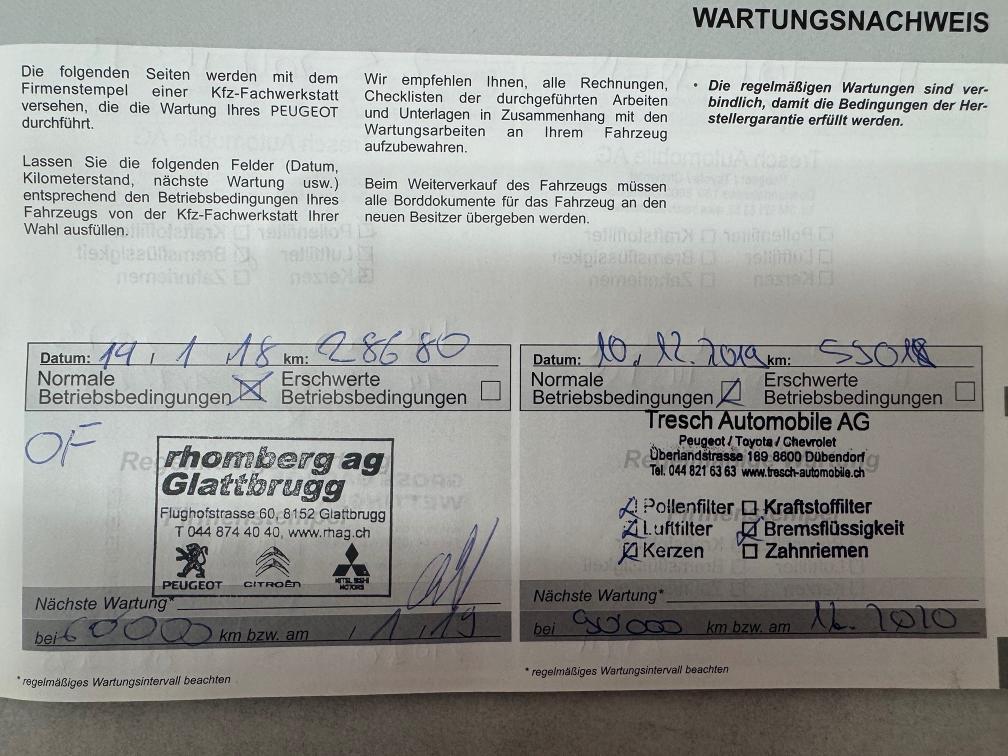 WARTUNGSNACHWEIS
Die folgenden Seiten werden mit dem
Firmenstempel einer Kfz-Fachwerkstatt
versehen, die die Wartung Ihres PEUGEOT
durchführt.
Lassen Sie die folgenden Felder (Datum,
Kilometerstand, nächste Wartung usw.)
entsprechend den Betriebsbedingungen Ihres
Fahrzeugs von der Kfz-Fachwerkstatt Ihrer
Wahl ausfüllen.
Wir empfehlen Ihnen, alle Rechnungen,
Checklisten der durchgeführten Arbeiten
und Unterlagen in Zusammenhang mit den
Wartungsarbeiten an Ihrem Fahrzeug
aufzubewahren.
Beim Weiterverkauf des Fahrzeugs müssen
alle Borddokumente für das Fahrzeug an den
neuen Besitzer übergeben werden.
• Die regelmäßigen Wartungen sind ver-
bindlich, damit die Bedingungen der Her-
stellergarantie erfüllt werden.
Datum: 19 / 1 / 18 km: 28680
Normale
Betriebsbedingungen
Erschwerte
Betriebsbedingungen
OF
rhomberg ag
Glattbrugg
Flughofstrasse 60, 8152 Glattbrugg
T 044 874 40 40, www.rhag.ch
PEUGEOT CITROËN MITSUBISHI
MOTORS
Nächste Wartung*
bei 60000 km bzw. am / 1 / 19
* regelmäßiges Wartungsintervall beachten
Datum: 10. 12. 2019 km: 55018
Normale
Betriebsbedingungen
Erschwerte
Betriebsbedingungen
Tresch Automobile AG
Peugeot / Toyota / Chevrolet
Überlandstrasse 189 8600 Dübendorf
Tel. 044 821 63 63 www.tresch-automobile.ch
Pollenfilter Kraftstoffilter
Luftfilter Bremsflüssigkeit
Kerzen Zahnriemen
Nächste Wartung*
bei 90000 km bzw. am 12. 2020
* regelmäßiges Wartungsintervall beachten